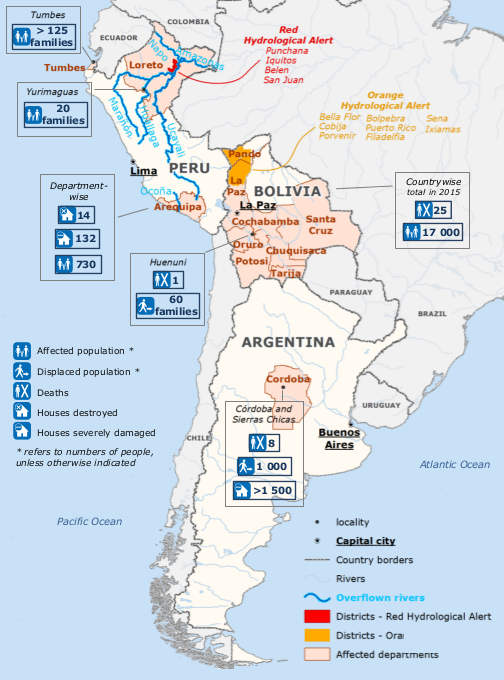 Tumbes
> 125
families
COLOMBIA
ECUADOR
Red
Hydrological Alert
Punchana
Iquitos
Belen
San Juan
Napo
Amazonas
Loreto
Tumbes
Yurimaguas
20
families
Marañón
Huallaga
Ucayali
Orange
Hydrological Alert
Bella Flor
Cobija
Porvenir
Bolpebra
Puerto Rico
Filadelfia
Sena
Ixiamas
Lima
PERU
Pando
La
Paz
BOLIVIA
La Paz
Department-
wise
14
132
730
Ocoña
Arequipa
Cochabamba
Santa
Cruz
Oruro
Chuquisaca
Potosí
Tarija
Countrywise
total in 2015
25
17 000
Huenuni
1
60
families
PARAGUAY
BRAZIL
ARGENTINA
Affected population *
Displaced population *
Deaths
Houses destroyed
Houses severely damaged
* refers to numbers of people,
unless otherwise indicated
Cordoba
Córdoba and
Sierras Chicas
8
1 000
>1 500
URUGUAY
Buenos
Aires
CHILE
Atlantic Ocean
Pacific Ocean
locality
Capital city
Country borders
Rivers
Overflown rivers
Districts - Red Hydrological Alert
Districts - Ora
Affected departments